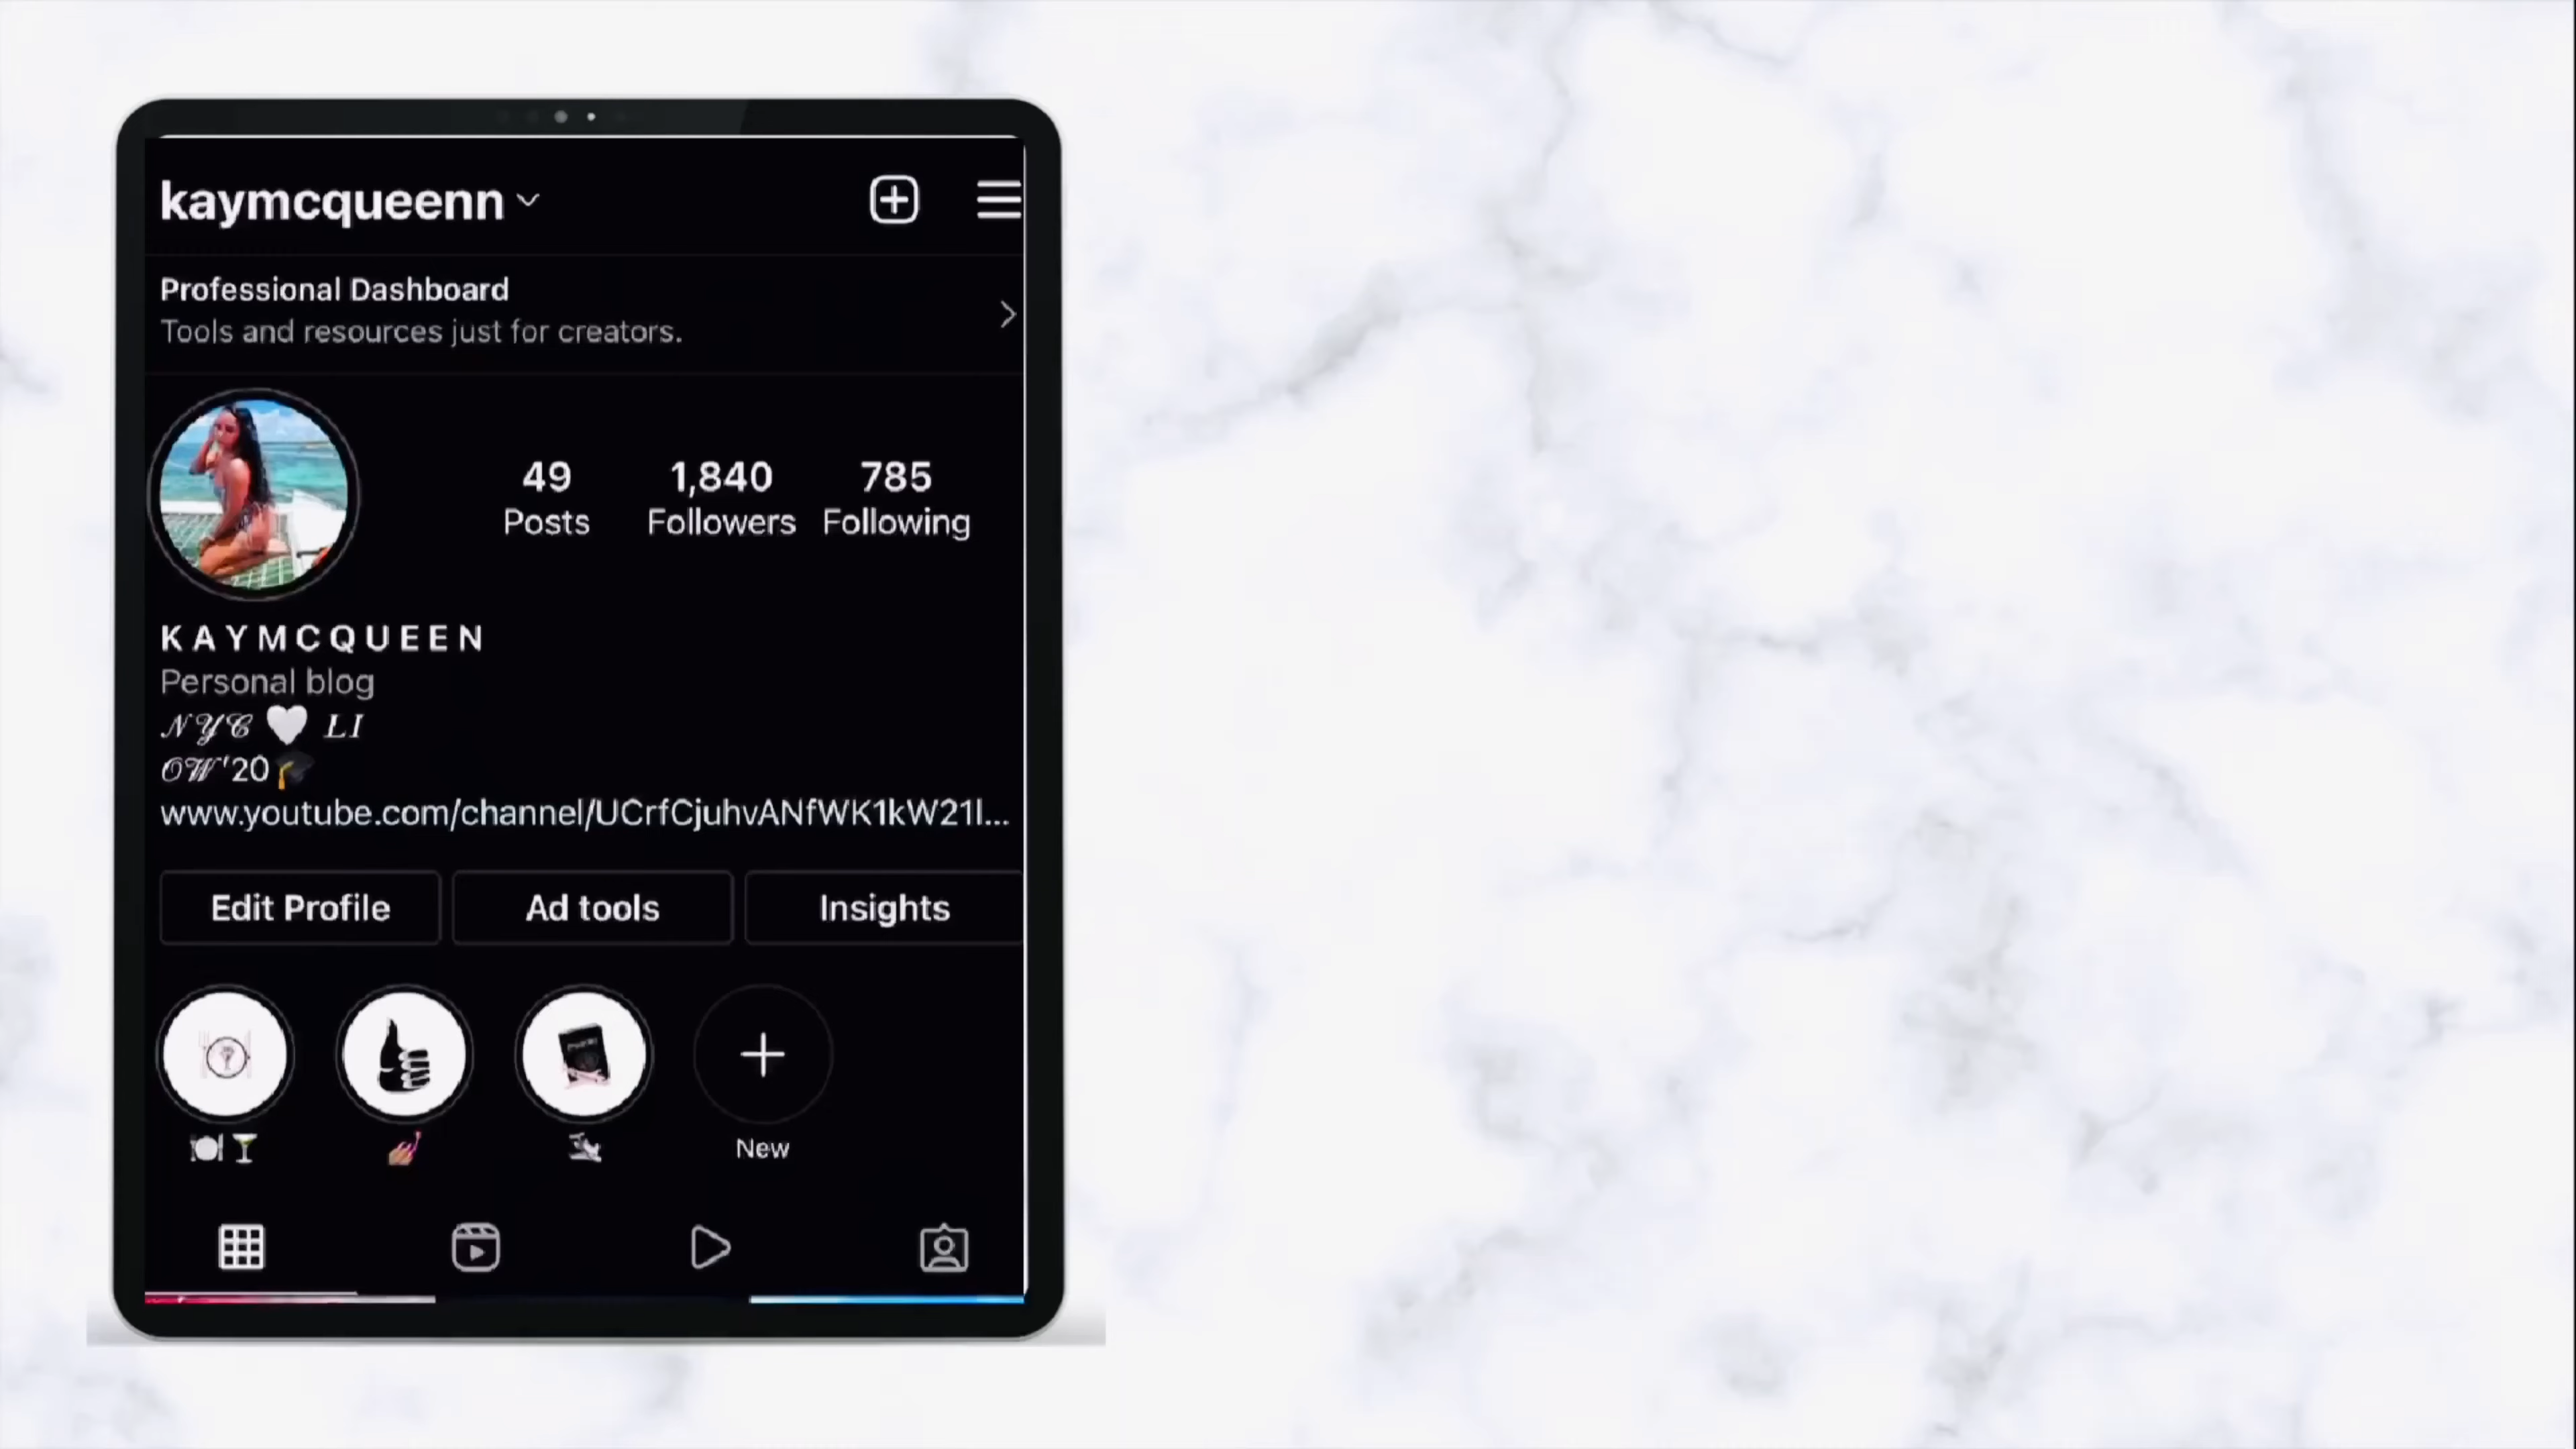 kaymcqueenn
Professional Dashboard
Tools and resources just for creators.
49 1,840 785
Posts Followers Following
K A Y M C Q U E E N
Personal blog
𝒩𝒴𝒞 🤍 𝐿𝐼
𝒪𝒲'20🎓
www.youtube.com/channel/UCrfCjuhvANfWK1kW21l...
Edit Profile Ad tools Insights
New